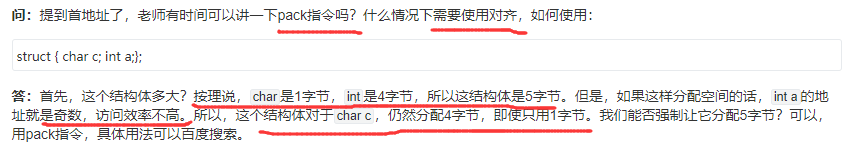 问：提到首地址了，老师有时间可以讲一下pack指令吗？什么情况下需要使用对齐，如何使用：
struct { char c; int a;};
答：首先，这个结构体多大？按理说，char是1字节，int是4字节，所以这结构体是5字节。但是，如果这样分配空间的话，int a的地
址就是奇数，访问效率不高。所以，这个结构体对于char c，仍然分配4字节，即使只用1字节。我们能否强制让它分配5字节？可以，
用pack指令，具体用法可以百度搜索。